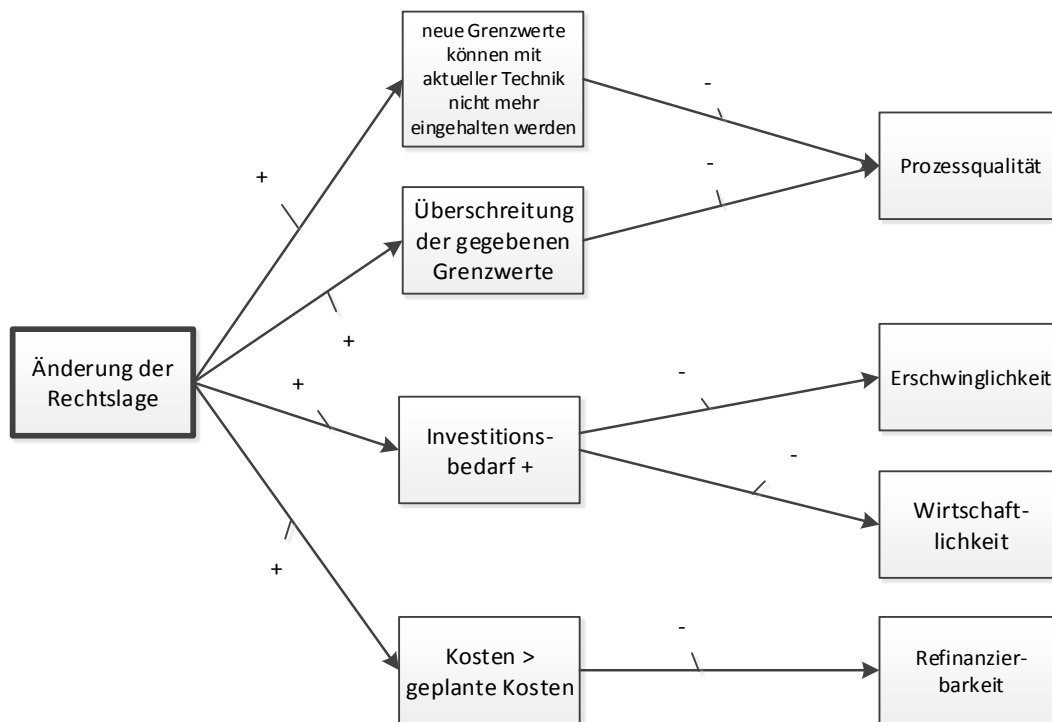 neue Grenzwerte
können mit
aktueller Technik
nicht mehr
eingehalten werden
-
Prozessqualität
+
-
Überschreitung
der gegebenen
Grenzwerte
+
Änderung der
Rechtslage
+
-
Erschwinglichkeit
Investitions-
bedarf +
-
Wirtschaft-
lichkeit
+
Kosten >
geplante Kosten
-
Refinanzier-
barkeit